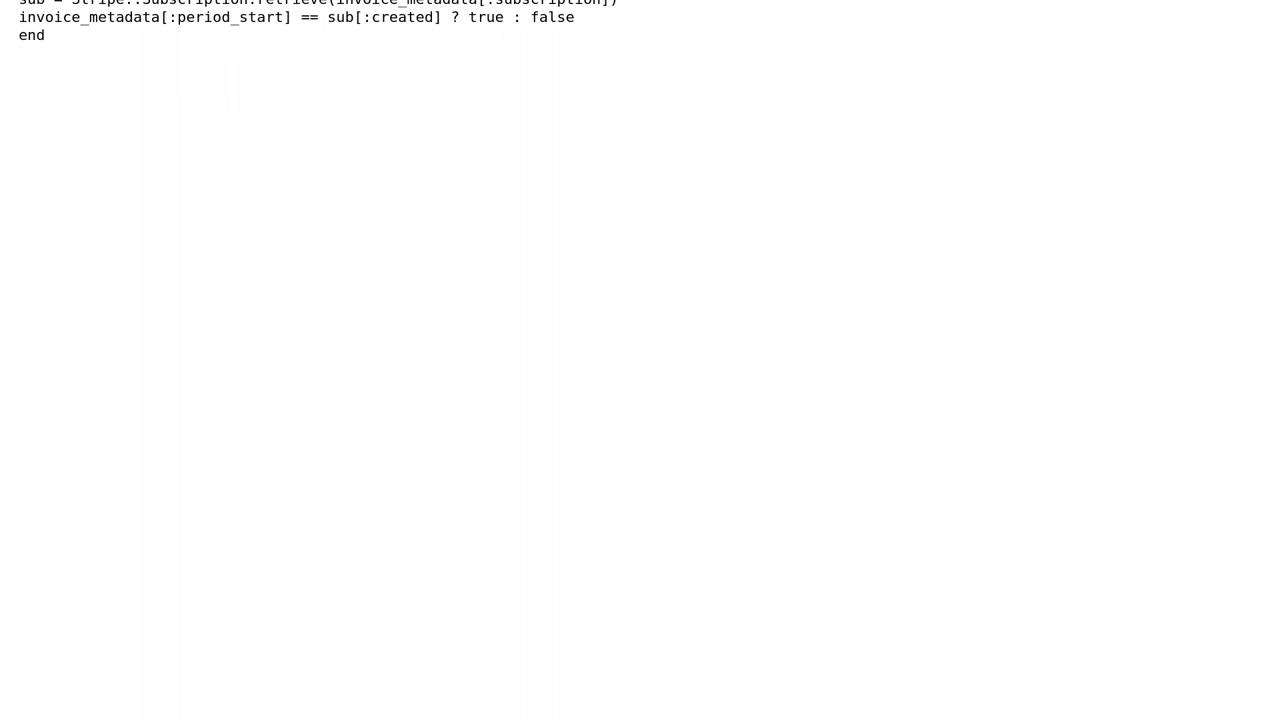 sub = Stripe::Subscription.retrieve(invoice_metadata[:subscription])
invoice_metadata[:period_start] == sub[:created] ? true : false
end